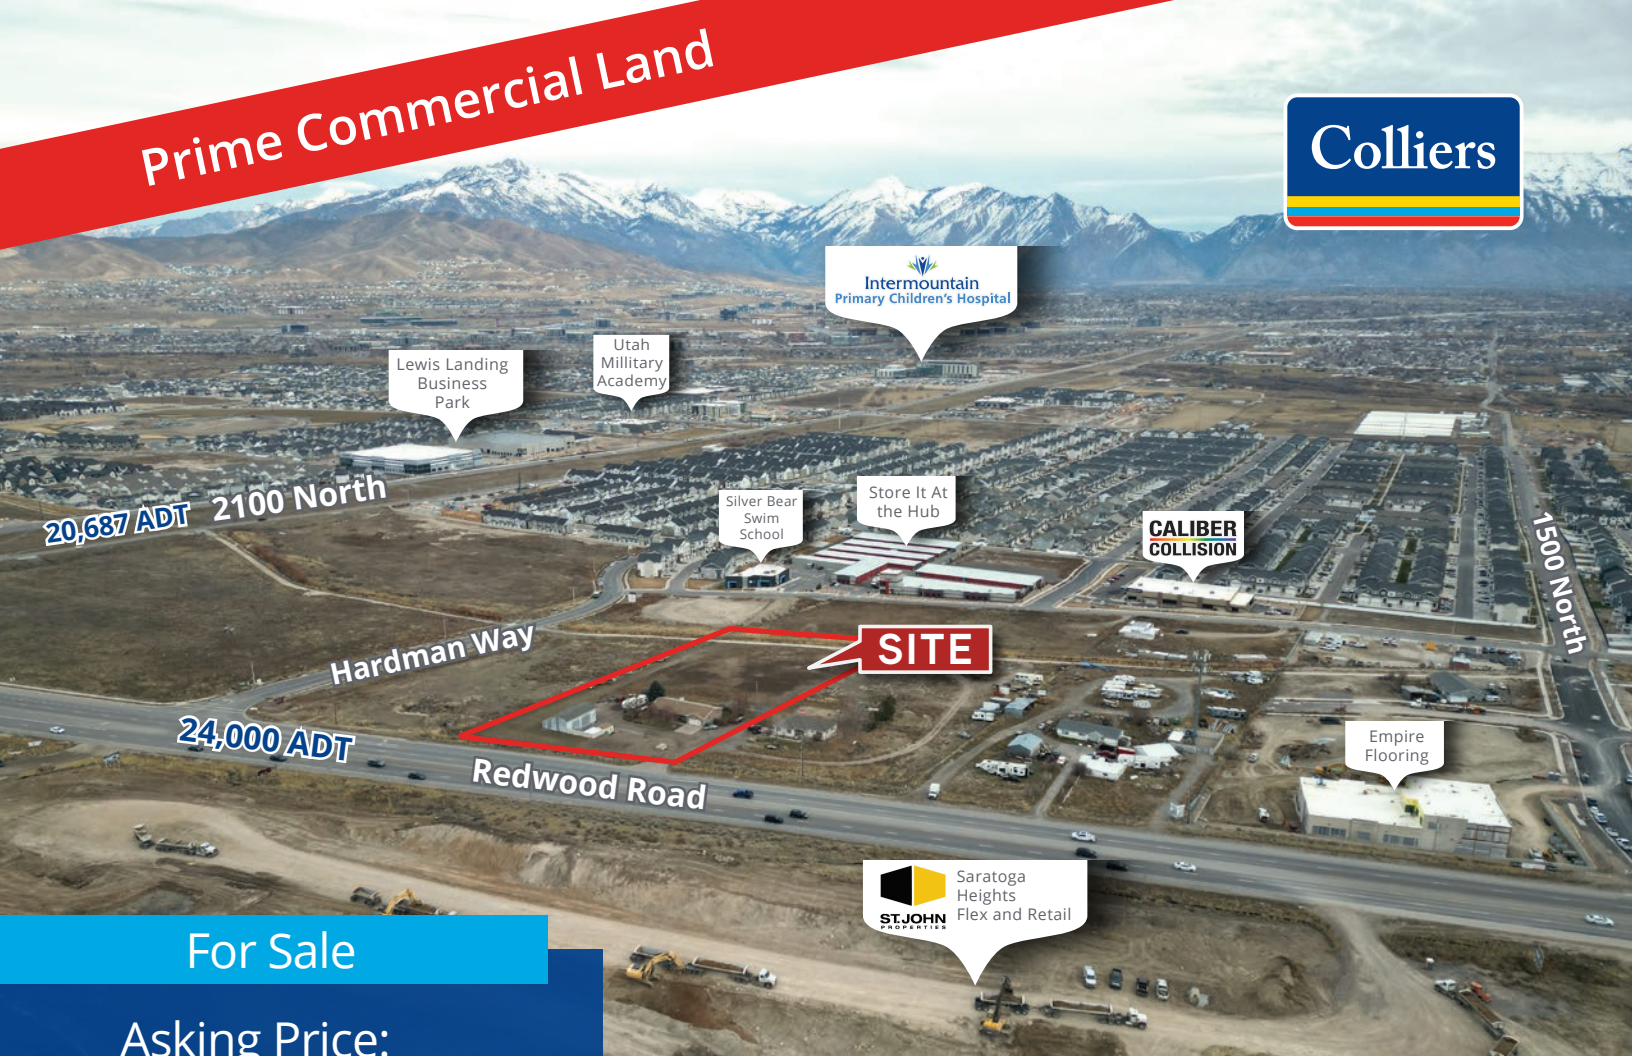 Prime Commercial Land
Colliers
Intermountain
Primary Children's Hospital
Utah
Millitary
Academy
Lewis Landing
Business
Park
20,687 ADT
2100 North
Silver Bear
Swim
School
Store It At
the Hub
CALIBER
COLLISION
1500 North
Hardman Way
SITE
24,000 ADT
Redwood Road
Empire
Flooring
ST.JOHN
PROPERTIES
Saratoga
Heights
Flex and Retail
For Sale
Asking Price: